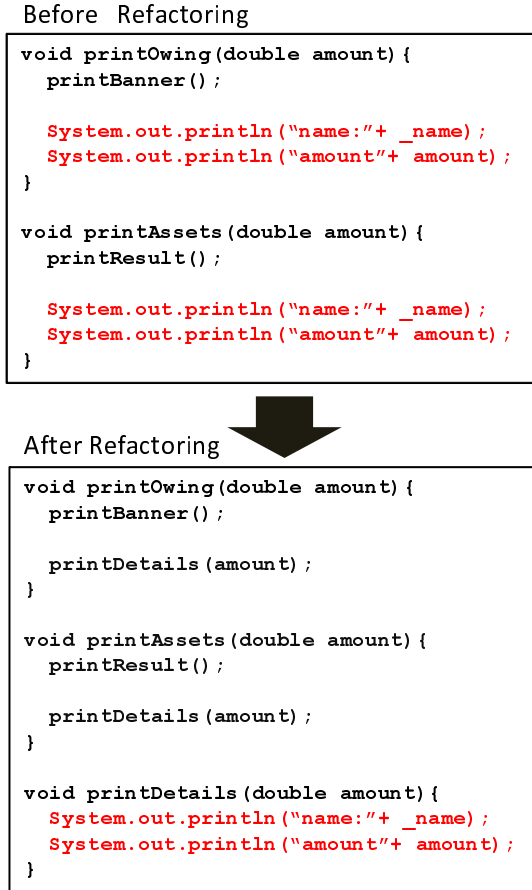 Before Refactoring
void printOwing(double amount){
printBanner();
System.out.println(“name:”+ _name);
System.out.println(“amount”+ amount);
}
void printAssets(double amount){
printResult();
System.out.println(“name:”+ _name);
System.out.println(“amount”+ amount);
}
After Refactoring
void printOwing(double amount){
printBanner();
printDetails(amount);
}
void printAssets(double amount){
printResult();
printDetails(amount);
}
void printDetails(double amount){
System.out.println(“name:”+ _name);
System.out.println(“amount”+ amount);
}